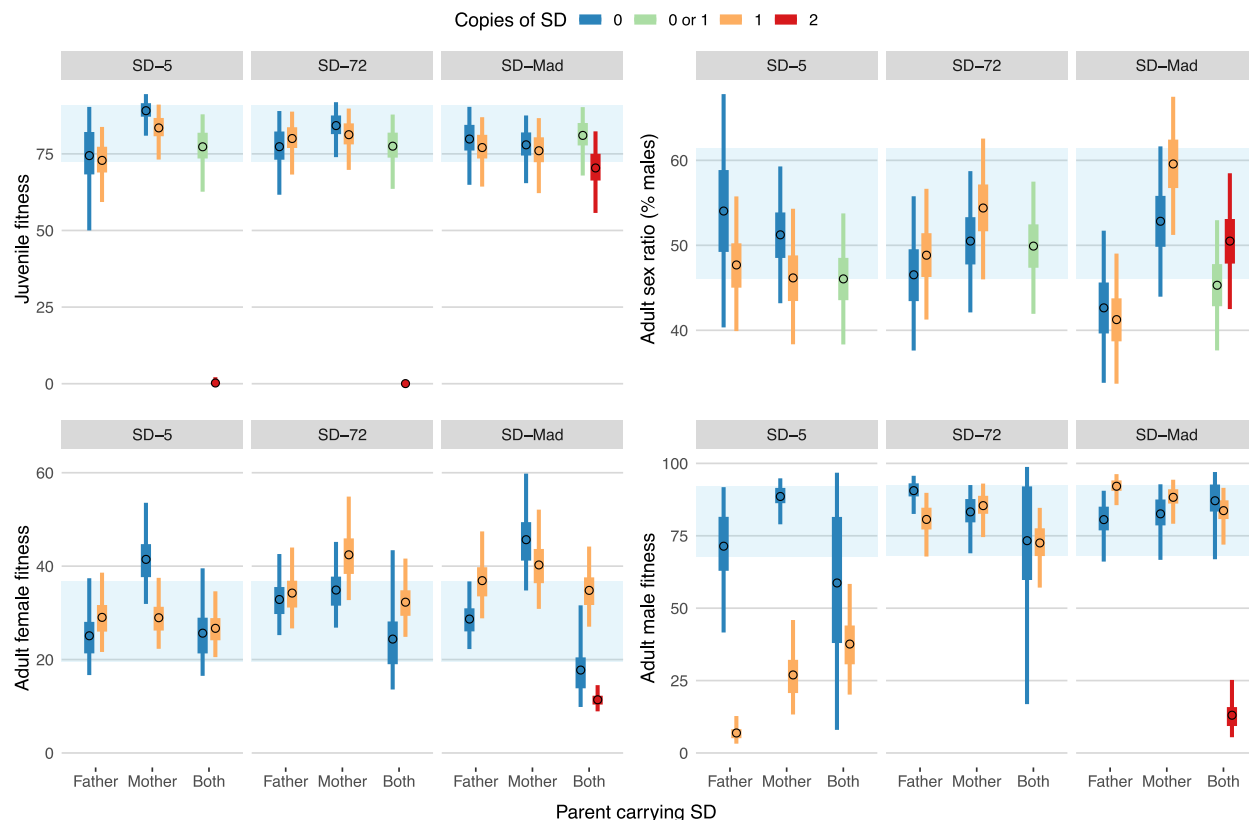 Copies of SD 0 0 or 1 1 2
SD−5 SD−72 SD−Mad
Juvenile fitness
75
50
25
0
SD−5 SD−72 SD−Mad
Adult sex ratio (% males)
60
50
40
SD−5 SD−72 SD−Mad
Adult female fitness
60
40
20
0
Father Mother Both Father Mother Both Father Mother Both
SD−5 SD−72 SD−Mad
Adult male fitness
100
75
50
25
0
Father Mother Both Father Mother Both Father Mother Both
Parent carrying SD